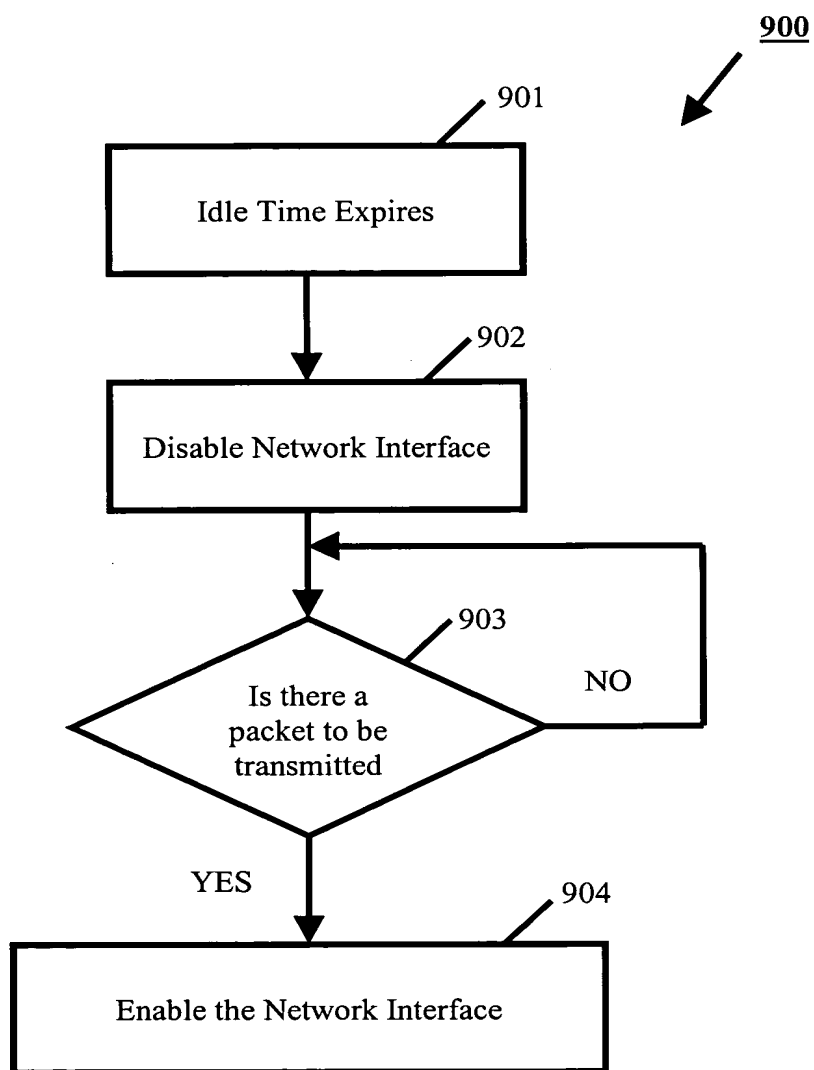 900
901
Idle Time Expires
902
Disable Network Interface
903
Is there a
packet to be
transmitted
NO
YES
904
Enable the Network Interface